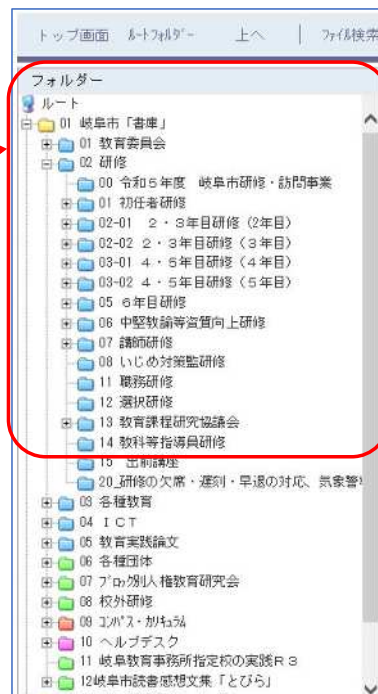 トップ画面 ルートフォルダー 上へ | ファイル検索
フォルダー
ルート
01 岐阜市「書庫」
01 教育委員会
02 研修
00 令和５年度 岐阜市研修・訪問事業
01 初任者研修
02-01 ２・３年目研修（2年目）
02-02 ２・３年目研修（３年目）
03-01 ４・５年目研修（４年目）
03-02 ４・５年目研修（５年目）
05 ６年目研修
06 中堅教諭等資質向上研修
07 講師研修
08 いじめ対策監研修
11 職務研修
12 選択研修
13 教育課程研究協議会
14 教科等指導員研修
15 出前講座
20_研修の欠席・遅刻・早退の対応、気象警
03 各種教育
04 ＩＣＴ
05 教育実践論文
06 各種団体
07 ブロック別人権教育研究会
08 校外研修
09 コンパス・カリキュラム
10 ヘルプデスク
11 岐阜教育事務所指定校の実践Ｒ３
12岐阜市読書感想文集「とびら」